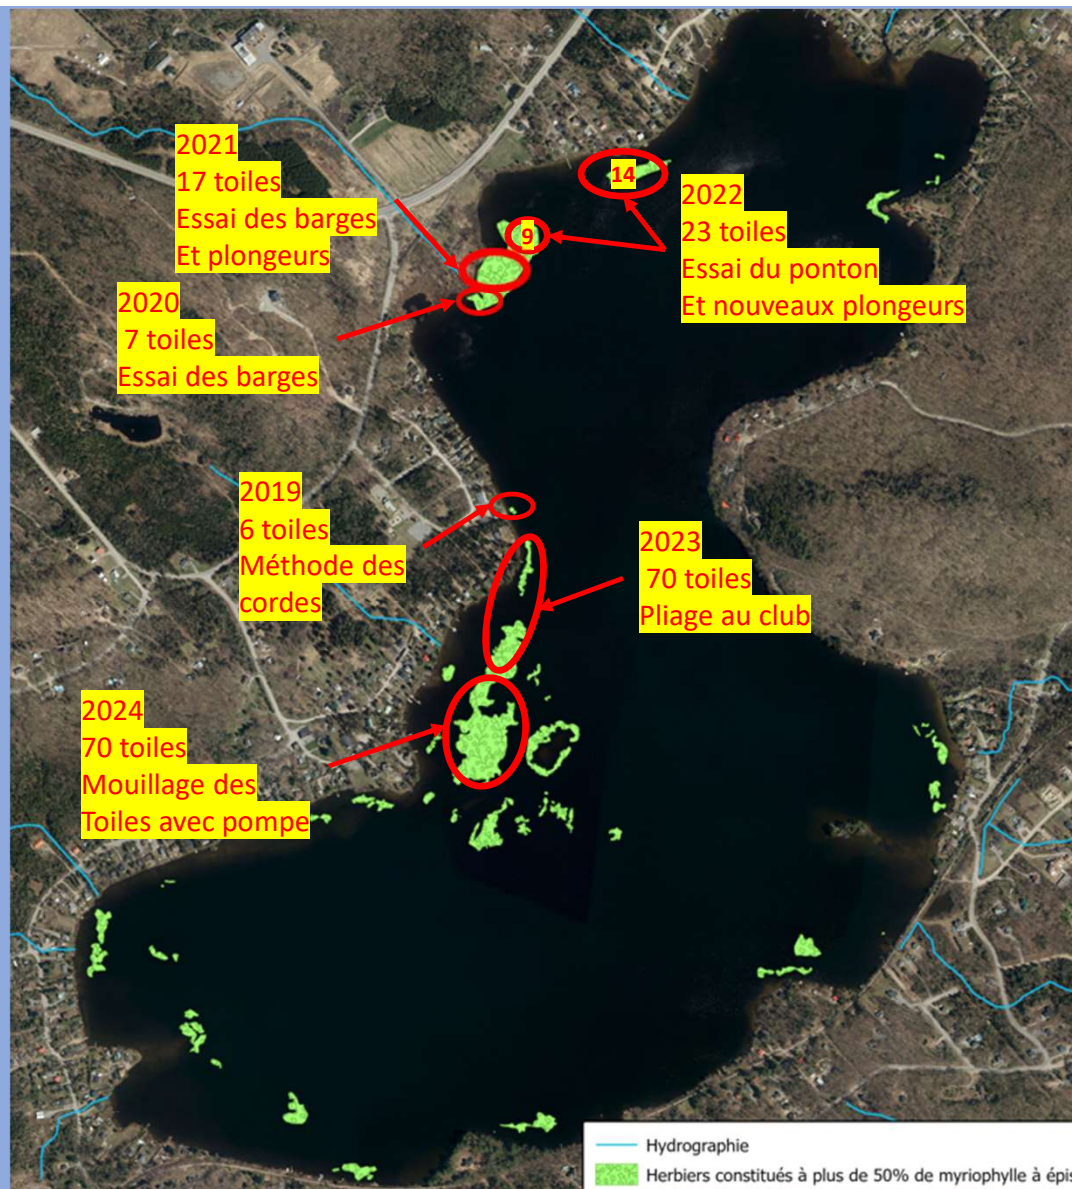 2021
17 toiles
Essai des barges
Et plongeurs
2020
7 toiles
Essai des barges
14
9
2022
23 toiles
Essai du ponton
Et nouveaux plongeurs
2019
6 toiles
Méthode des
cordes
2023
70 toiles
Pliage au club
2024
70 toiles
Mouillage des
Toiles avec pompe
Hydrographie
Herbiers constitués à plus de 50% de myriophylle à épis